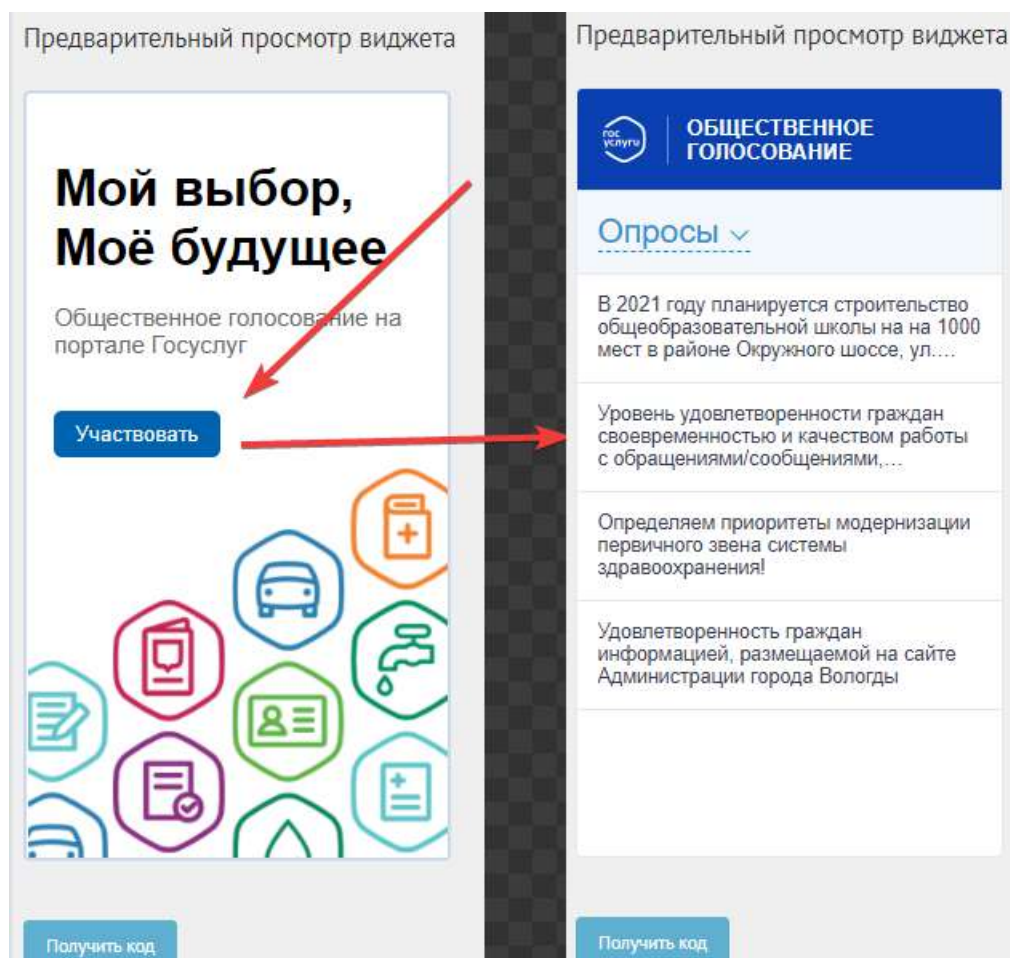 Предварительный просмотр виджета
Мой выбор,
Моё будущее
Общественное голосование на
портале Госуслуг
Участвовать
Получить код
Предварительный просмотр виджета
гос
услуги
ОБЩЕСТВЕННОЕ
ГОЛОСОВАНИЕ
Опросы
В 2021 году планируется строительство
общеобразовательной школы на на 1000
мест в районе Окружного шоссе, ул....
Уровень удовлетворенности граждан
своевременностью и качеством работы
с обращениями/сообщениями,...
Определяем приоритеты модернизации
первичного звена системы
здравоохранения!
Удовлетворенность граждан
информацией, размещаемой на сайте
Администрации города Вологды
Получить код